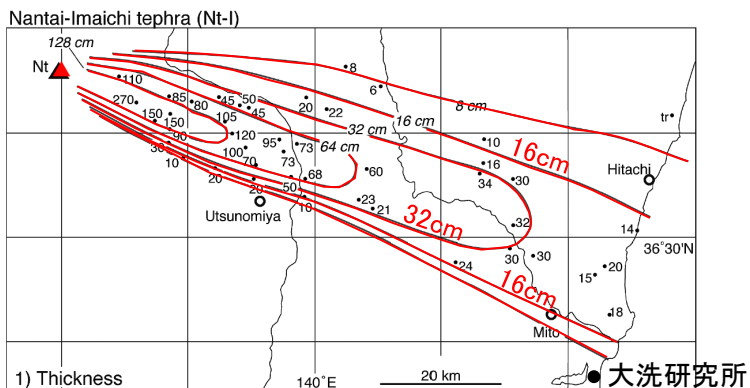 Nantai-Imaichi tephra (Nt-I)
128 cm
Nt
8
6
8 cm
tr
110
270
85
80
45
50
45
20
22
16 cm
150
150
105
32 cm
90
120
95
73
64 cm
10
16cm
30
100
73
16
10
70
68
60
34
30
Hitachi
20
20
50
10
23
21
32cm
32
14
Utsunomiya
36°30'N
24
30
30
20
15
16cm
18
Mito
1) Thickness
140°E
20 km
大洗研究所